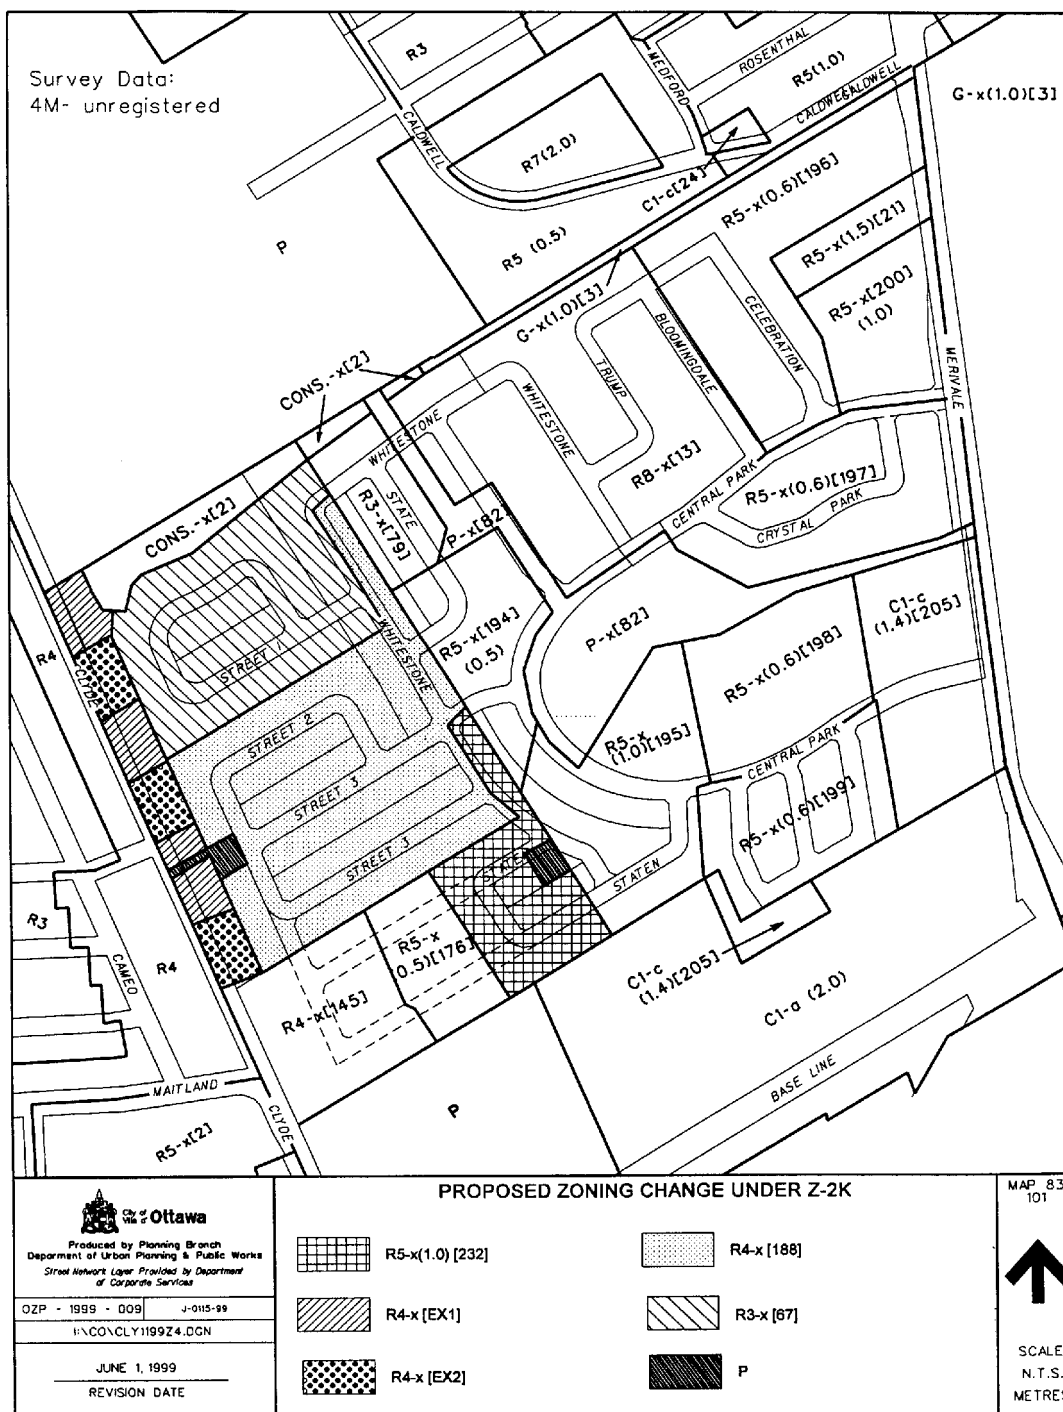 Survey Data:
4M- unregistered
R3
MEDFORD
ROSENTHAL
R5(1.0)
CALDWELL
CALDWELL
G-x(1.0)[3]
CALDWELL
R7(2.0)
C1-c[24]
R5-x(0.6)[196]
P
R5 (0.5)
R5-x(1.5)[21]
R5-x[200]
(1.0)
G-x(1.0)[3]
CELEBRATION
BLOOMINGDALE
TRUMP
MERIVALE
CONS.-x[2]
WHITESTONE
WHITESTONE
R8-x[13]
CENTRAL PARK
R5-x(0.6)[197]
CRYSTAL PARK
CONS.-x[2]
STATE
R3-x[79]
P-x[82]
C1-c
(1.4)[205]
R4
CLYDE
STREET 1
WHITESTONE
R5-x[194]
(0.5)
P-x[82]
R5-x(0.6)[198]
STREET 2
R5-x
(1.0)[195]
CENTRAL PARK
STREET 3
R5-x(0.6)[199]
STREET 3
STATE
STATEN
R3
R4
CAMEO
R5-x
(0.5)[176]
C1-c
(1.4)[205]
R4-x[145]
C1-a (2.0)
MAITLAND
CLYDE
P
BASE LINE
R5-x[2]
City of
Ville d'
Ottawa
Produced by Planning Branch
Department of Urban Planning & Public Works
Street Network Layer Provided by Department
of Corporate Services
OZP - 1999 - 009
J-0115-99
I:\CO\CLY1199Z4.DGN
JUNE 1, 1999
REVISION DATE
PROPOSED ZONING CHANGE UNDER Z-2K
R5-x(1.0) [232]
R4-x [188]
R4-x [EX1]
R3-x [67]
R4-x [EX2]
P
MAP 83
101
SCALE
N.T.S.
METRES